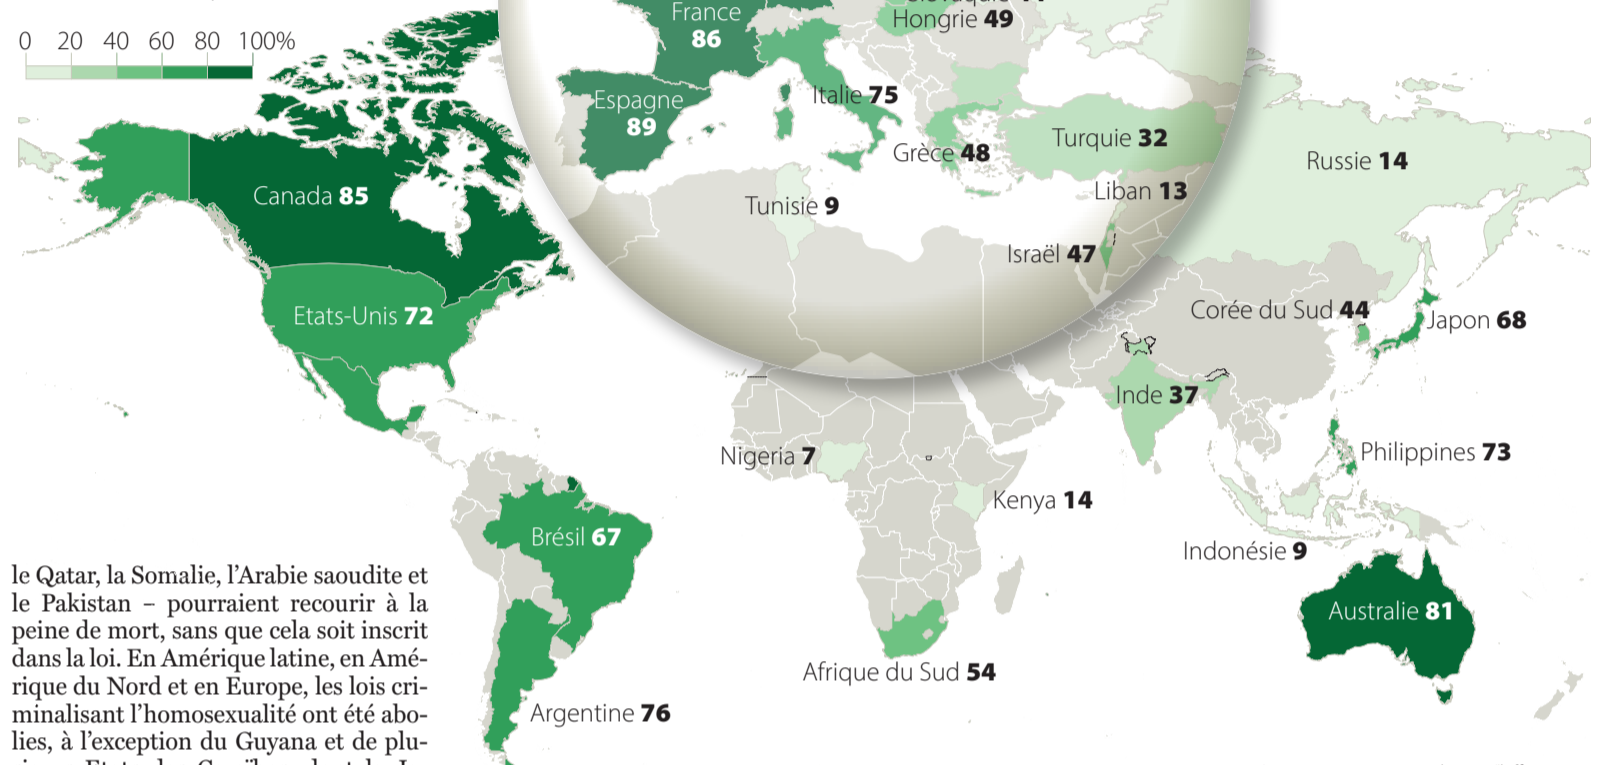 0 20 40 60 80 100%
France
86
Hongrie 49
Espagne
89
Italie 75
Grèce 48
Turquie 32
Russie 14
Canada 85
Tunisie 9
Liban 13
Israël 47
Etats-Unis 72
Corée du Sud 44
Japon 68
Inde 37
Nigeria 7
Philippines 73
Kenya 14
Brésil 67
Indonésie 9
Australie 81
Afrique du Sud 54
Argentine 76
le Qatar, la Somalie, l’Arabie saoudite et
le Pakistan – pourraient recourir à la
peine de mort, sans que cela soit inscrit
dans la loi. En Amérique latine, en Amé-
rique du Nord et en Europe, les lois cri-
minalisant l’homosexualité ont été abo-
lies, à l’exception du Guyana et de plu-